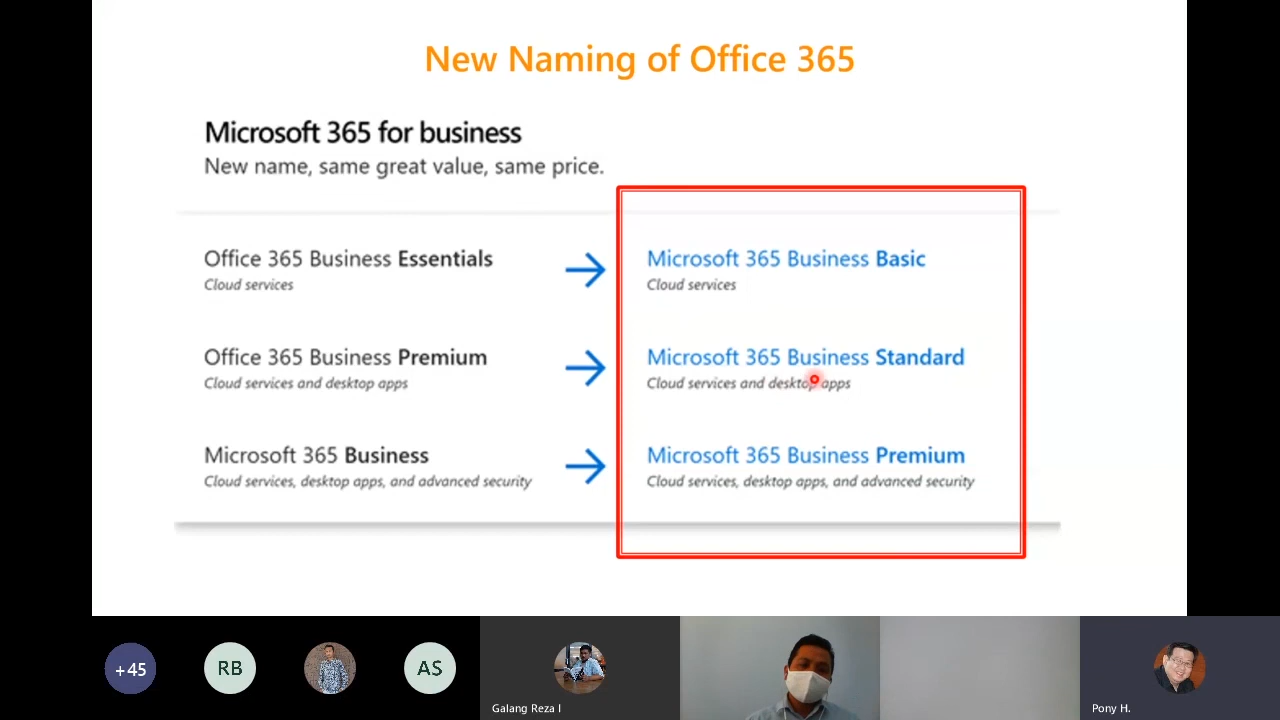 New Naming of Office 365
Microsoft 365 for business
New name, same great value, same price.
Office 365 Business Essentials
Cloud services
Microsoft 365 Business Basic
Cloud services
Office 365 Business Premium
Cloud services and desktop apps
Microsoft 365 Business Standard
Cloud services and desktop apps
Microsoft 365 Business
Cloud services, desktop apps, and advanced security
Microsoft 365 Business Premium
Cloud services, desktop apps, and advanced security
+45
RB
AS
Galang Reza I
Pony H.